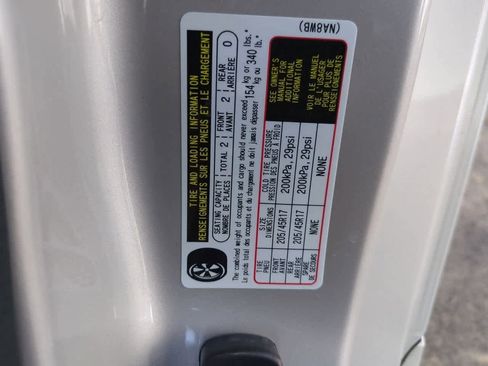 (NA8WB)
TIRE AND LOADING INFORMATION
RENSEIGNEMENTS SUR LES PNEUS ET LE CHARGEMENT
SEATING CAPACITY TOTAL 2 FRONT 2 REAR 0
NOMBRE DE PLACES AVANT ARRIÈRE
The combined weight of occupants and cargo should never exceed 154 kg or 340 lb.*
Le poids total des occupants et du chargement ne doit jamais dépasser kg ou lb.*
TIRE SIZE COLD TIRE PRESSURE
PNEU DIMENSIONS PRESSION DES PNEUS À FROID
FRONT 205/45R17 200kPa, 29psi
AVANT
REAR 205/45R17 200kPa, 29psi
ARRIÈRE
SPARE NONE NONE
DE SECOURS
SEE OWNER'S
MANUAL FOR
ADDITIONAL
INFORMATION
VOIR LE MANUEL
DE L'USAGER
POUR PLUS DE
RENSEIGNEMENTS